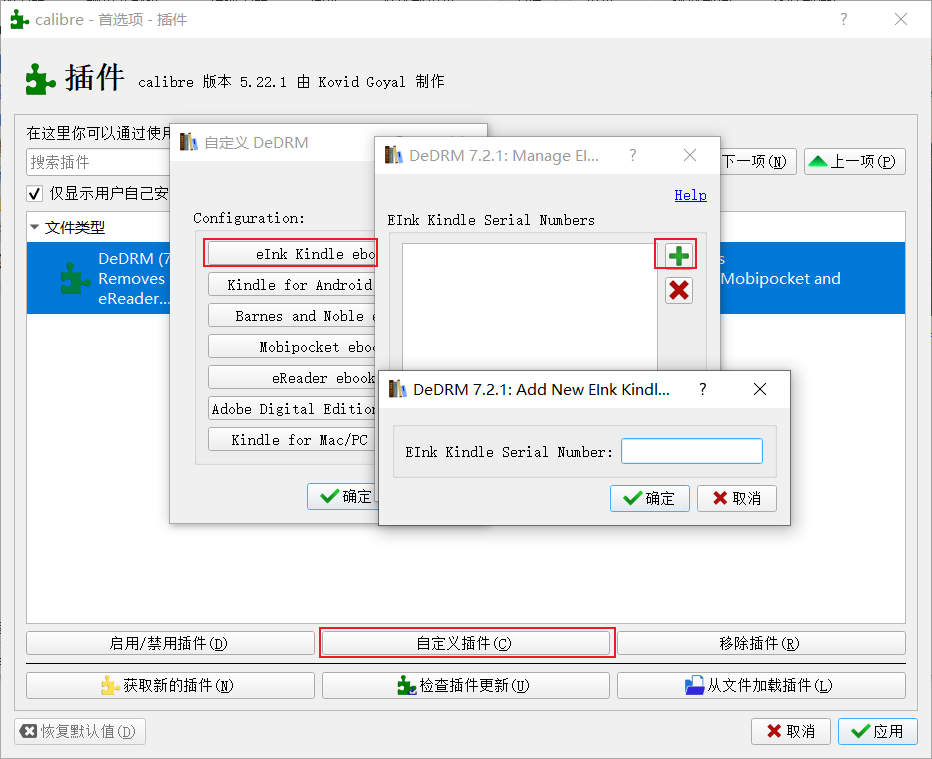 calibre - 首选项 - 插件
?
插件 calibre 版本 5.22.1 由 Kovid Goyal 制作
在这里你可以通过使用
搜索插件
下一项(N)
上一项(P)
仅显示用户自己安
文件类型
DeDRM (7
Removes
eReader...
s
Mobipocket and
自定义 DeDRM
Configuration:
eInk Kindle ebo
Kindle for Android
Barnes and Noble e
Mobipocket eboo
eReader ebook
Adobe Digital Edition
Kindle for Mac/PC
确定
DeDRM 7.2.1: Manage EI...
?
Help
EInk Kindle Serial Numbers
DeDRM 7.2.1: Add New EInk Kindl...
?
EInk Kindle Serial Number:
确定
取消
启用/禁用插件(D)
自定义插件(C)
移除插件(R)
获取新的插件(N)
检查插件更新(U)
从文件加载插件(L)
恢复默认值(D)
取消
应用